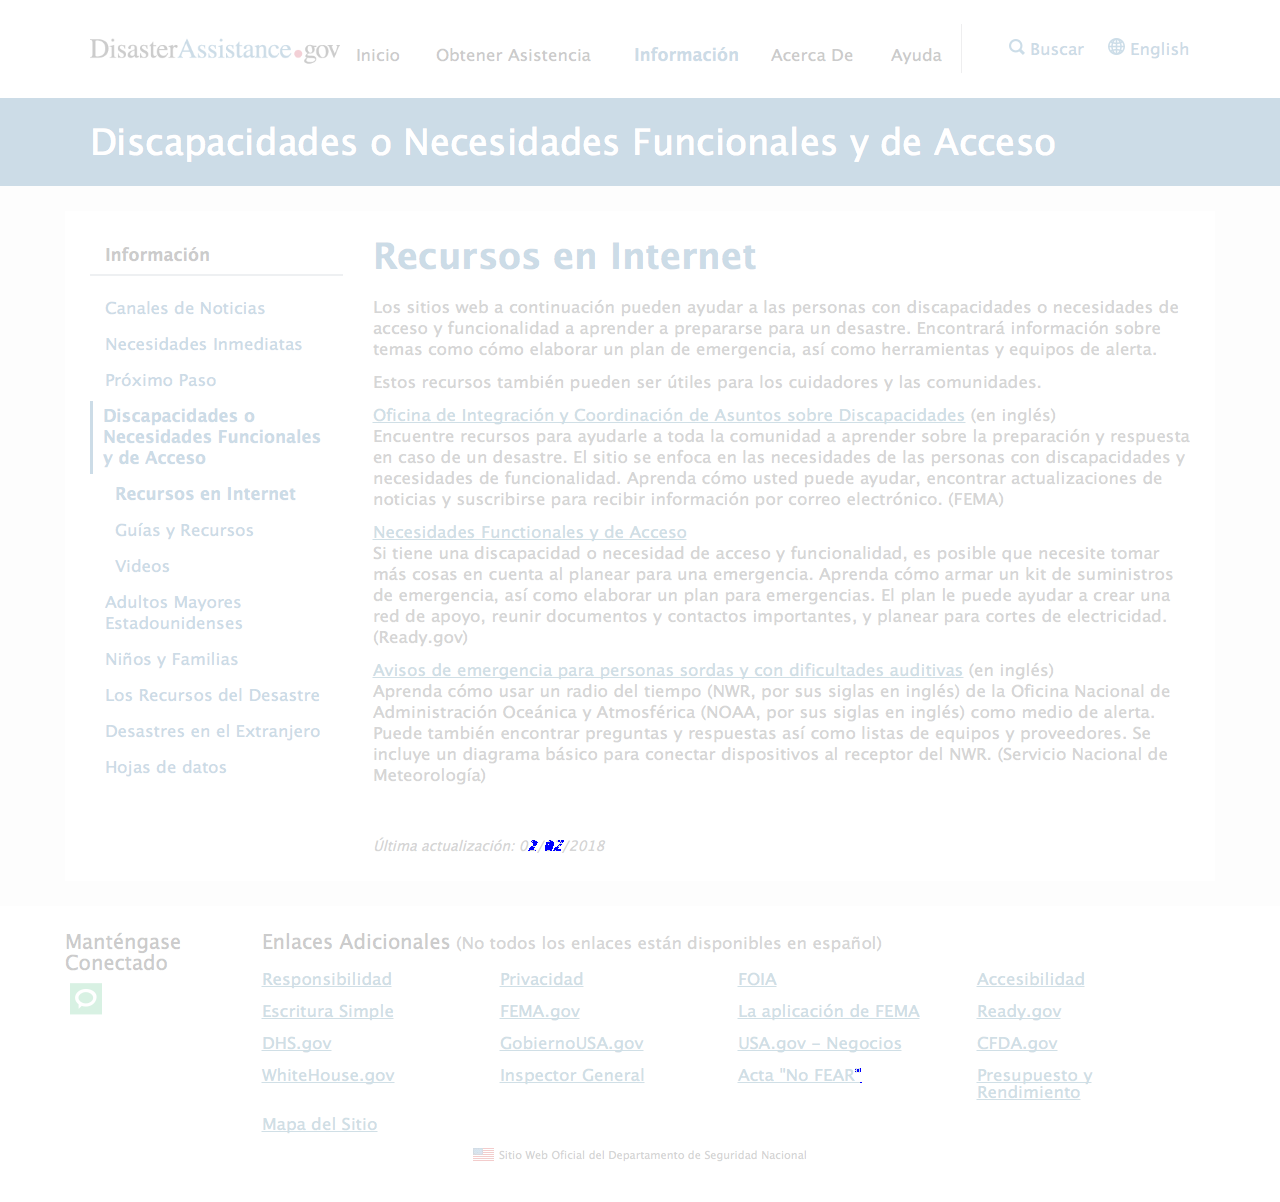 DisasterAssistance.gov Inicio Obtener Asistencia Información Acerca De Ayuda Buscar English
Discapacidades o Necesidades Funcionales y de Acceso
Información
Canales de Noticias
Necesidades Inmediatas
Próximo Paso
Discapacidades o
Necesidades Funcionales
y de Acceso
Recursos en Internet
Guías y Recursos
Videos
Adultos Mayores
Estadounidenses
Niños y Familias
Los Recursos del Desastre
Desastres en el Extranjero
Hojas de datos
Recursos en Internet
Los sitios web a continuación pueden ayudar a las personas con discapacidades o necesidades de
acceso y funcionalidad a aprender a prepararse para un desastre. Encontrará información sobre
temas como cómo elaborar un plan de emergencia, así como herramientas y equipos de alerta.
Estos recursos también pueden ser útiles para los cuidadores y las comunidades.
Oficina de Integración y Coordinación de Asuntos sobre Discapacidades (en inglés)
Encuentre recursos para ayudarle a toda la comunidad a aprender sobre la preparación y respuesta
en caso de un desastre. El sitio se enfoca en las necesidades de las personas con discapacidades y
necesidades de funcionalidad. Aprenda cómo usted puede ayudar, encontrar actualizaciones de
noticias y suscribirse para recibir información por correo electrónico. (FEMA)
Necesidades Functionales y de Acceso
Si tiene una discapacidad o necesidad de acceso y funcionalidad, es posible que necesite tomar
más cosas en cuenta al planear para una emergencia. Aprenda cómo armar un kit de suministros
de emergencia, así como elaborar un plan para emergencias. El plan le puede ayudar a crear una
red de apoyo, reunir documentos y contactos importantes, y planear para cortes de electricidad.
(Ready.gov)
Avisos de emergencia para personas sordas y con dificultades auditivas (en inglés)
Aprenda cómo usar un radio del tiempo (NWR, por sus siglas en inglés) de la Oficina Nacional de
Administración Oceánica y Atmosférica (NOAA, por sus siglas en inglés) como medio de alerta.
Puede también encontrar preguntas y respuestas así como listas de equipos y proveedores. Se
incluye un diagrama básico para conectar dispositivos al receptor del NWR. (Servicio Nacional de
Meteorología)
Última actualización:
Manténgase
Conectado
Enlaces Adicionales (No todos los enlaces están disponibles en español)
Responsibilidad Privacidad FOIA Accesibilidad
Escritura Simple FEMA.gov La aplicación de FEMA Ready.gov
DHS.gov GobiernoUSA.gov USA.gov - Negocios CFDA.gov
WhiteHouse.gov Inspector General Acta "No FEAR" Presupuesto y
Rendimiento
Mapa del Sitio
Sitio Web Oficial del Departamento de Seguridad Nacional